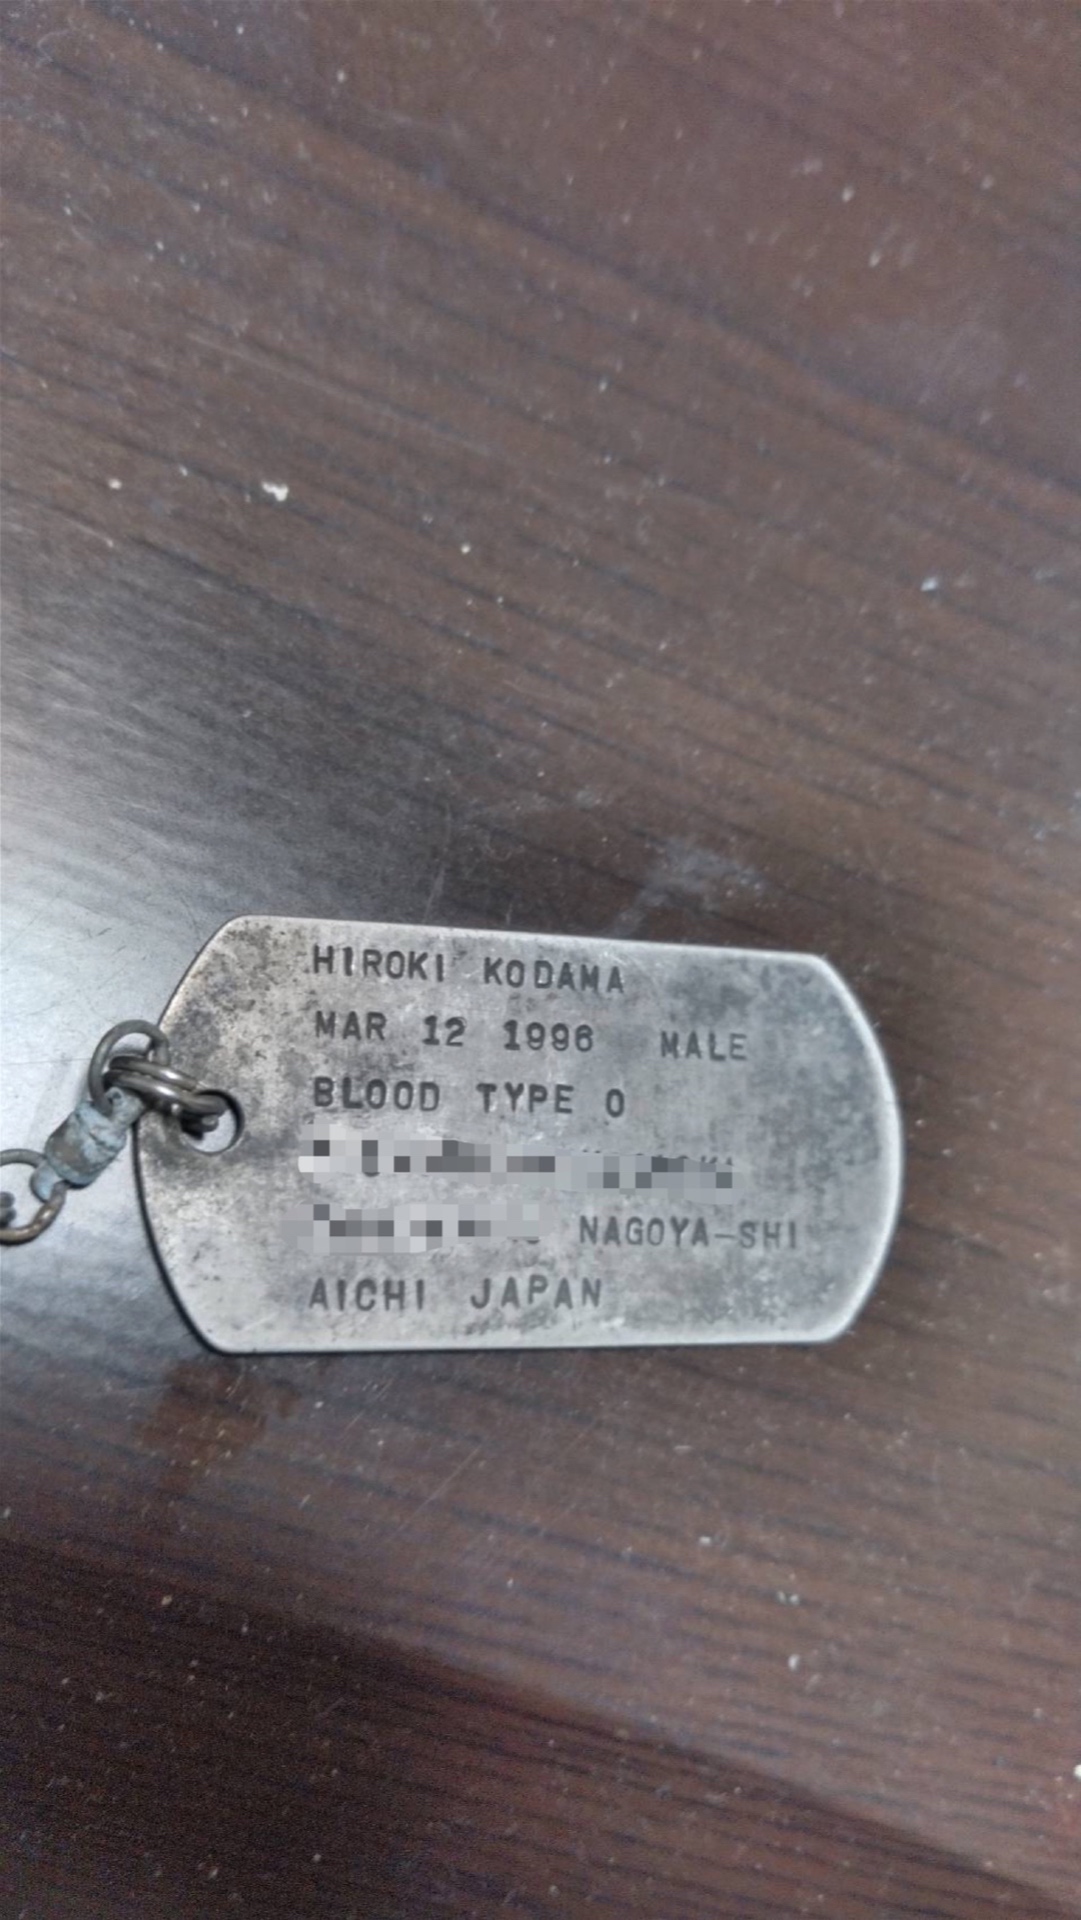 HIROKI KODAMA
MAR 12 1996 MALE
BLOOD TYPE O
NAGOYA-SHI
AICHI JAPAN